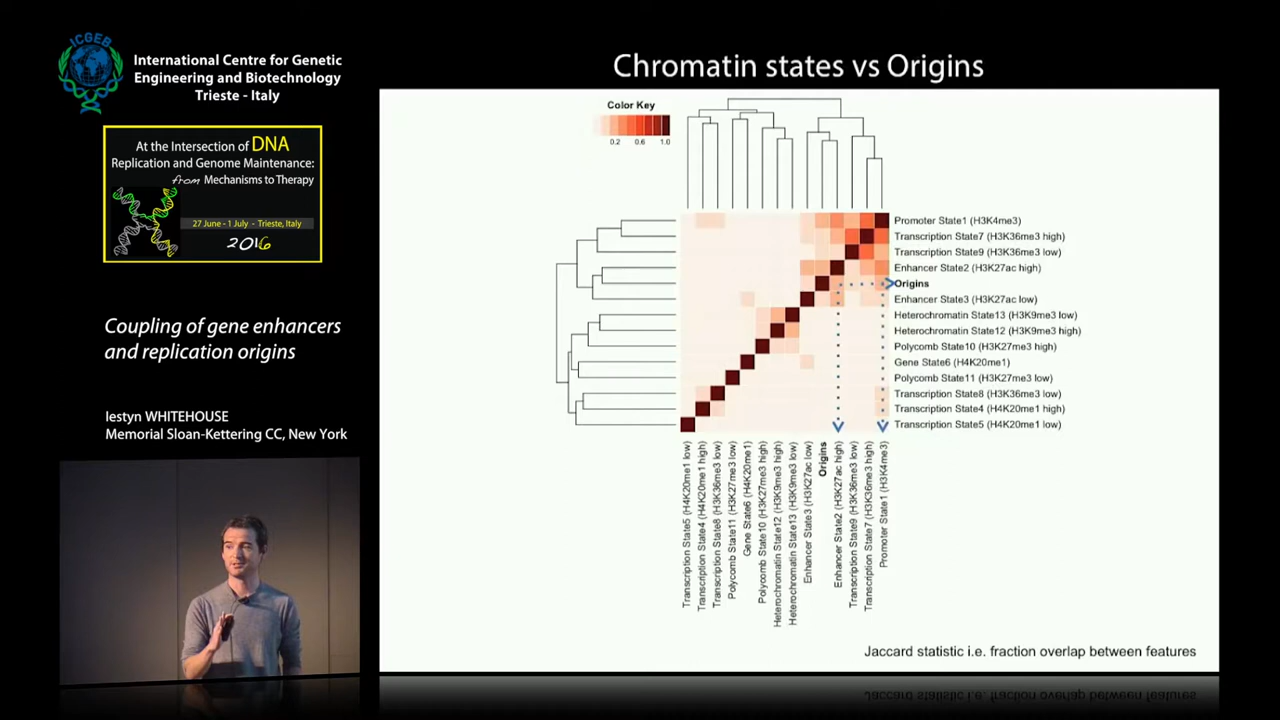 ICGEB
International Centre for Genetic
Engineering and Biotechnology
Trieste - Italy
At the Intersection of DNA
Replication and Genome Maintenance:
from Mechanisms to Therapy
27 June - 1 July - Trieste, Italy
2016
Coupling of gene enhancers
and replication origins
Iestyn WHITEHOUSE
Memorial Sloan-Kettering CC, New York
Chromatin states vs Origins
Color Key
0.2 0.6 1.0
Promoter State1 (H3K4me3)
Transcription State7 (H3K36me3 high)
Transcription State9 (H3K36me3 low)
Enhancer State2 (H3K27ac high)
Origins
Enhancer State3 (H3K27ac low)
Heterochromatin State13 (H3K9me3 low)
Heterochromatin State12 (H3K9me3 high)
Polycomb State10 (H3K27me3 high)
Gene State6 (H4K20me1)
Polycomb State11 (H3K27me3 low)
Transcription State8 (H3K36me3 low)
Transcription State4 (H4K20me1 high)
Transcription State5 (H4K20me1 low)
Transcription State5 (H4K20me1 low)
Transcription State4 (H4K20me1 high)
Transcription State8 (H3K36me3 low)
Polycomb State11 (H3K27me3 low)
Gene State6 (H4K20me1)
Polycomb State10 (H3K27me3 high)
Heterochromatin State12 (H3K9me3 high)
Heterochromatin State13 (H3K9me3 low)
Enhancer State3 (H3K27ac low)
Origins
Enhancer State2 (H3K27ac high)
Transcription State9 (H3K36me3 low)
Transcription State7 (H3K36me3 high)
Promoter State1 (H3K4me3)
Jaccard statistic i.e. fraction overlap between features